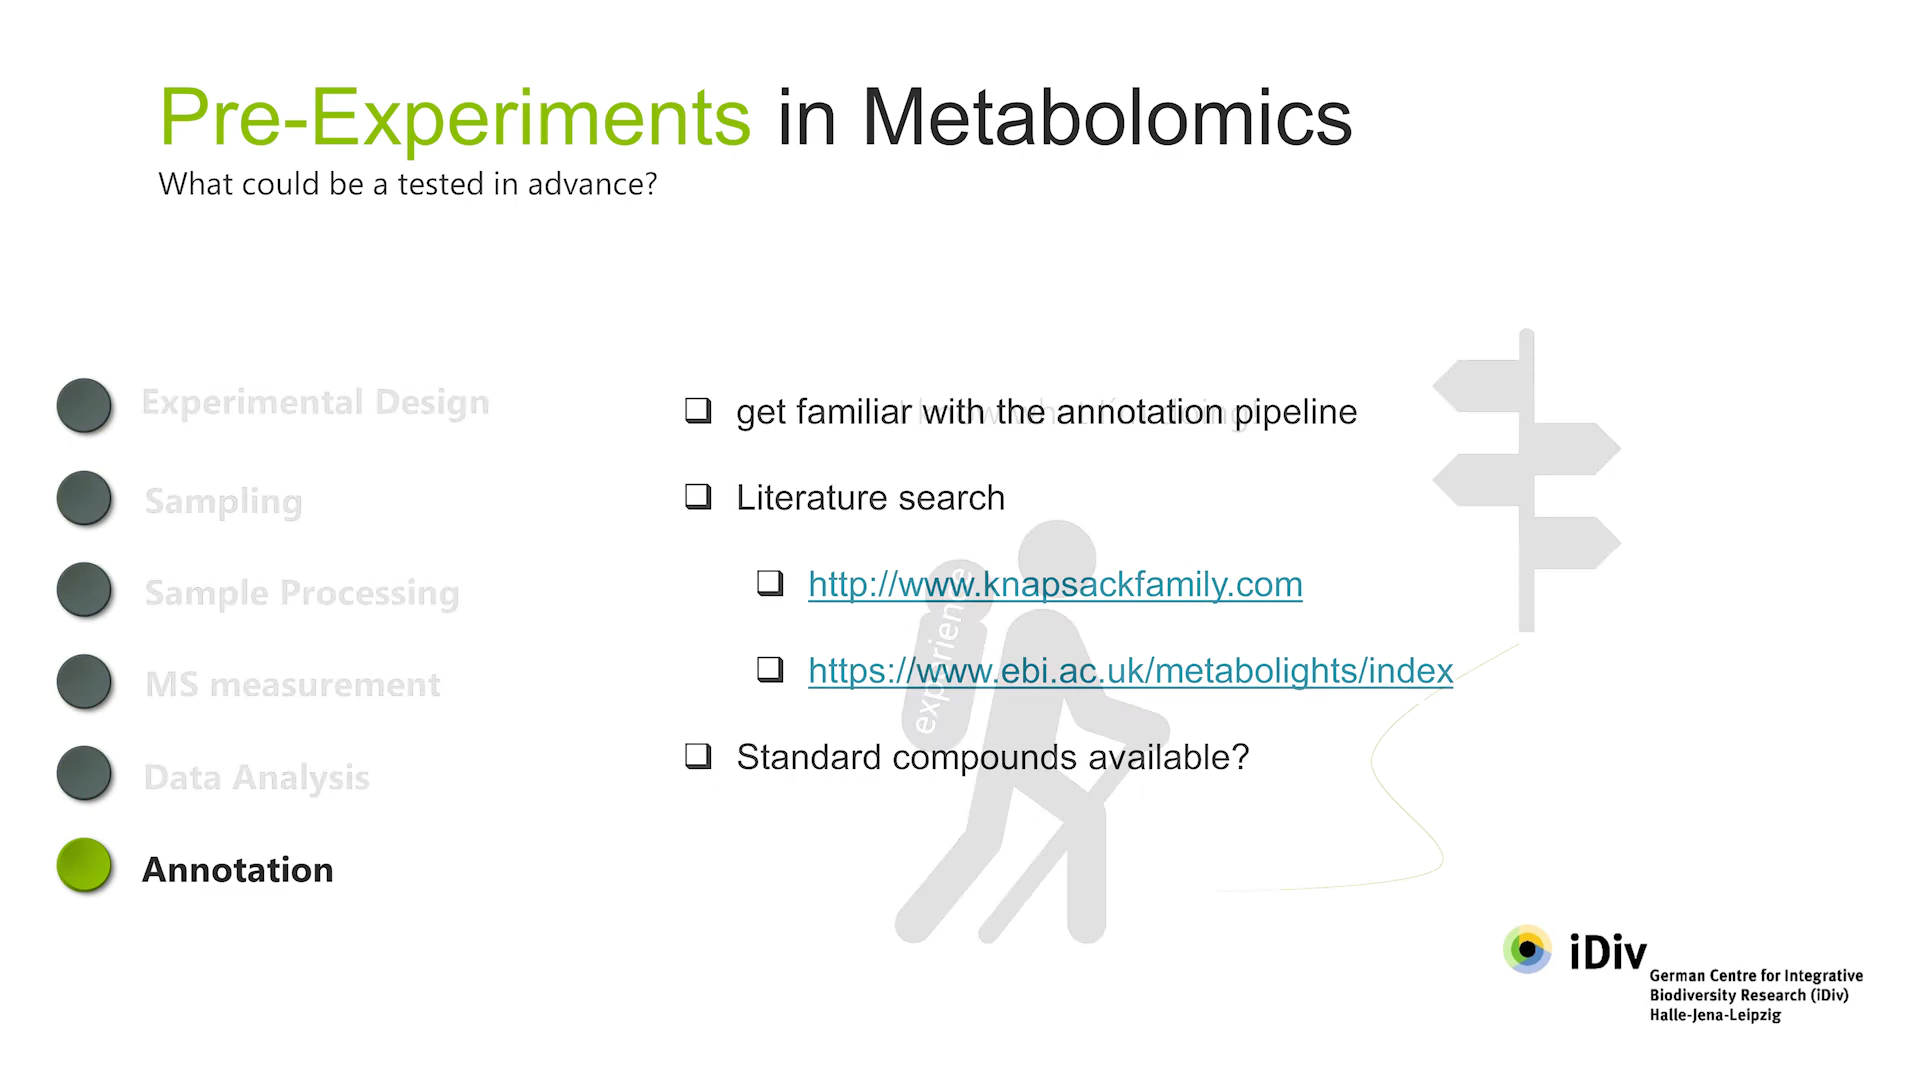 Pre-Experiments in Metabolomics
What could be a tested in advance?
Experimental Design
Sampling
Sample Processing
MS measurement
Data Analysis
Annotation
get familiar with the annotation pipeline
Literature search
http://www.knapsackfamily.com
https://www.ebi.ac.uk/metabolights/index
Standard compounds available?
experience
iDiv
German Centre for Integrative
Biodiversity Research (iDiv)
Halle-Jena-Leipzig